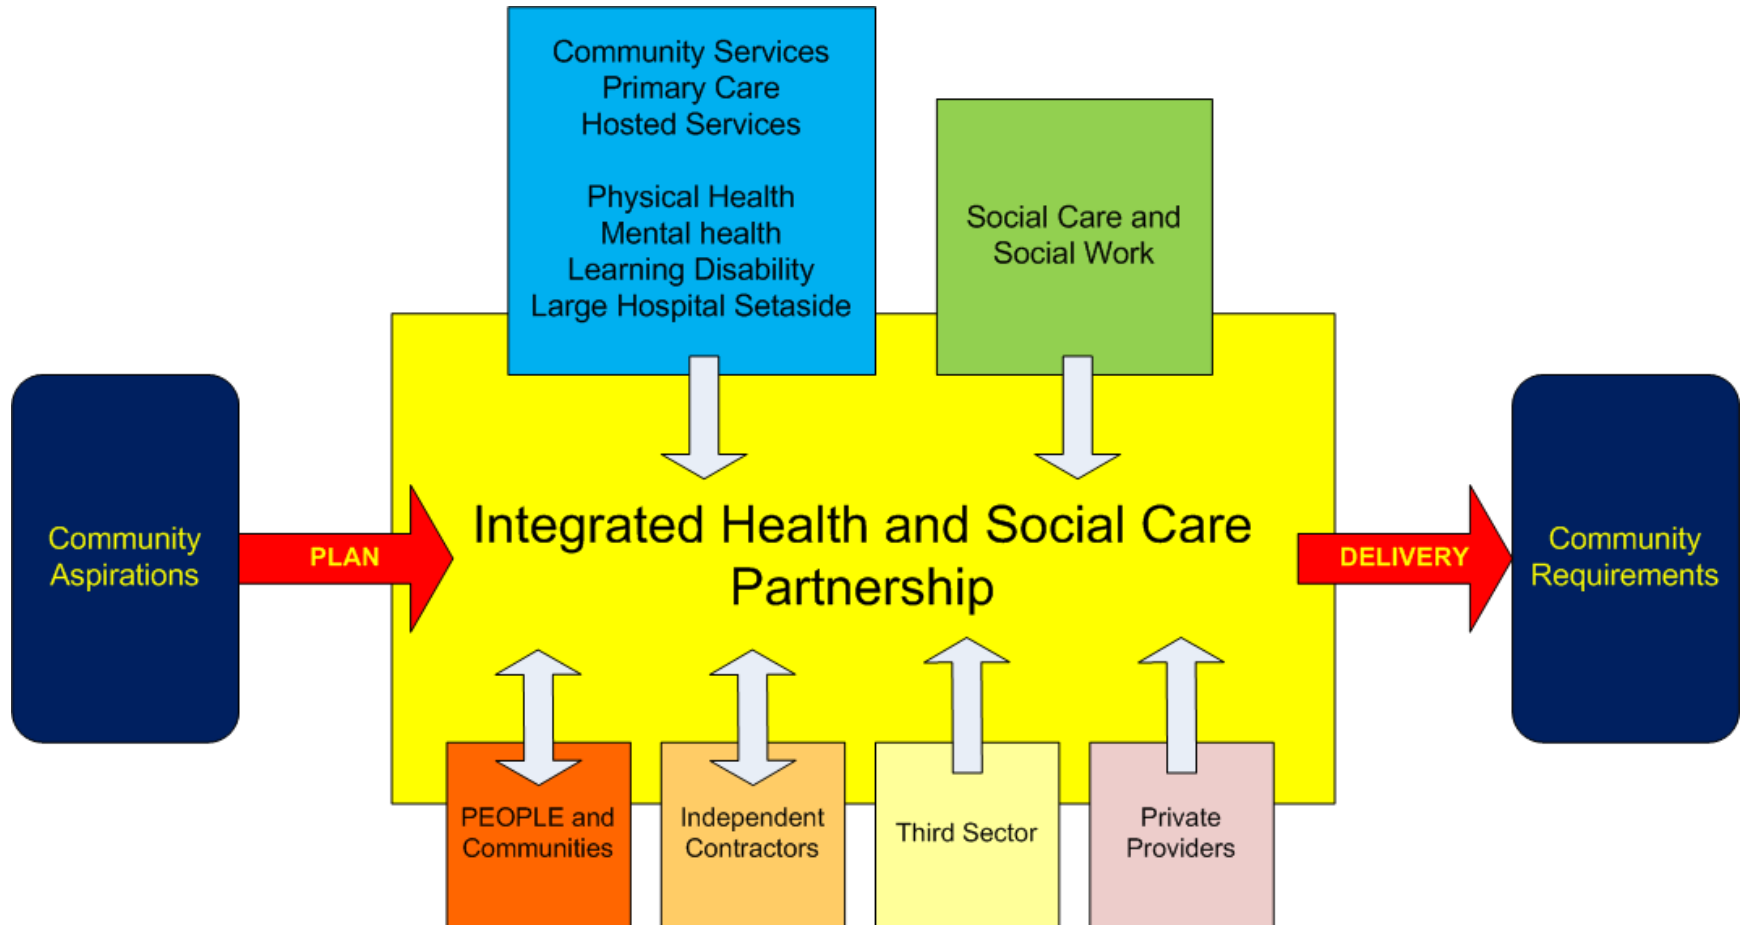 Community Services
Primary Care
Hosted Services
Physical Health
Mental health
Learning Disability
Large Hospital Setaside
Social Care and
Social Work
Community
Aspirations
PLAN
Integrated Health and Social Care
Partnership
DELIVERY
Community
Requirements
PEOPLE and
Communities
Independent
Contractors
Third Sector
Private
Providers